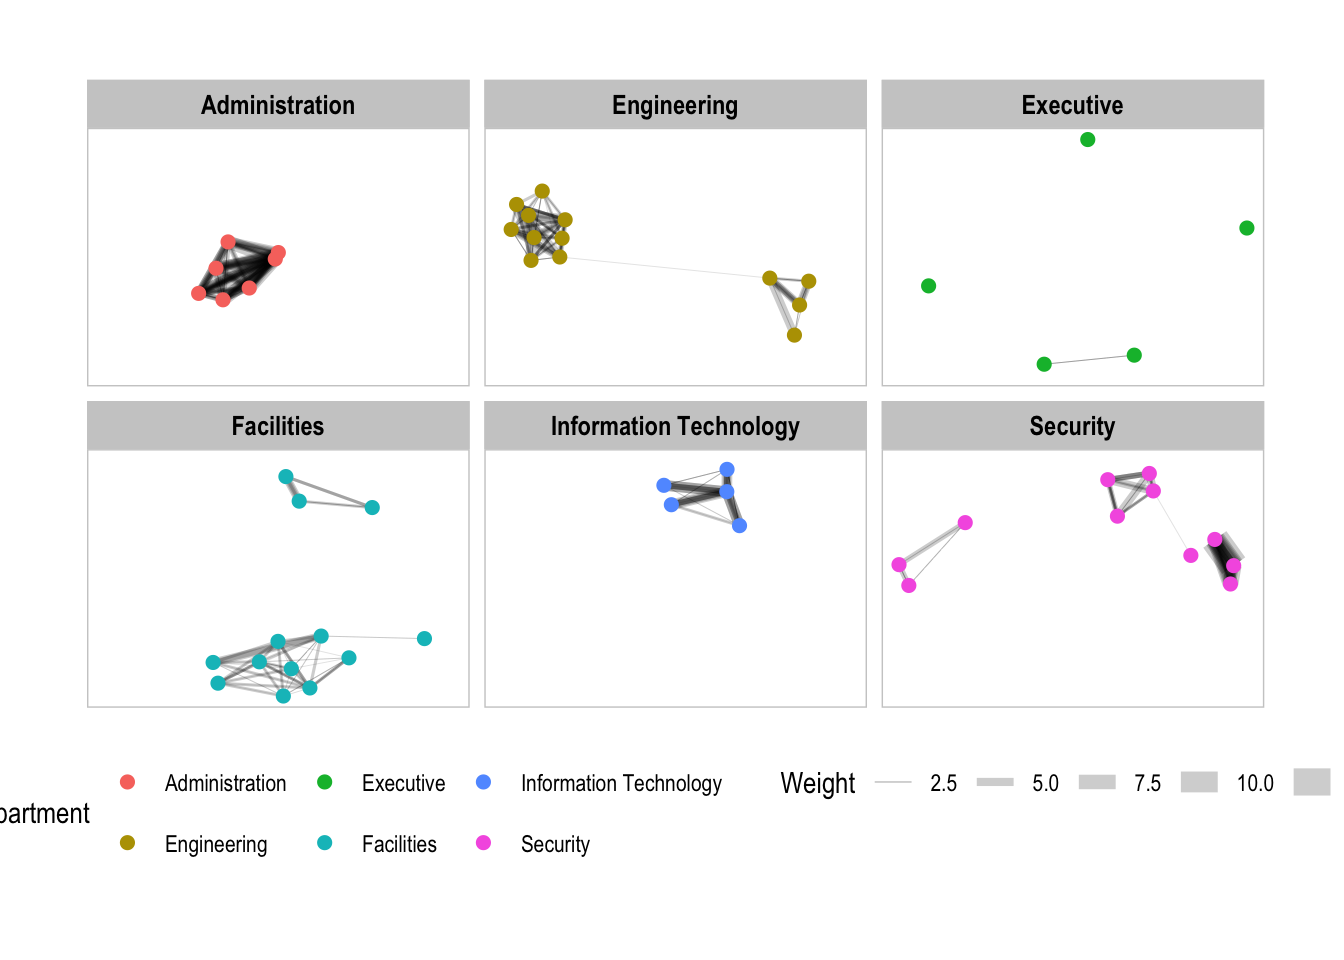 Administration
Engineering
Executive
Facilities
Information Technology
Security
partment
Administration
Executive
Information Technology
Engineering
Facilities
Security
Weight
2.5
5.0
7.5
10.0